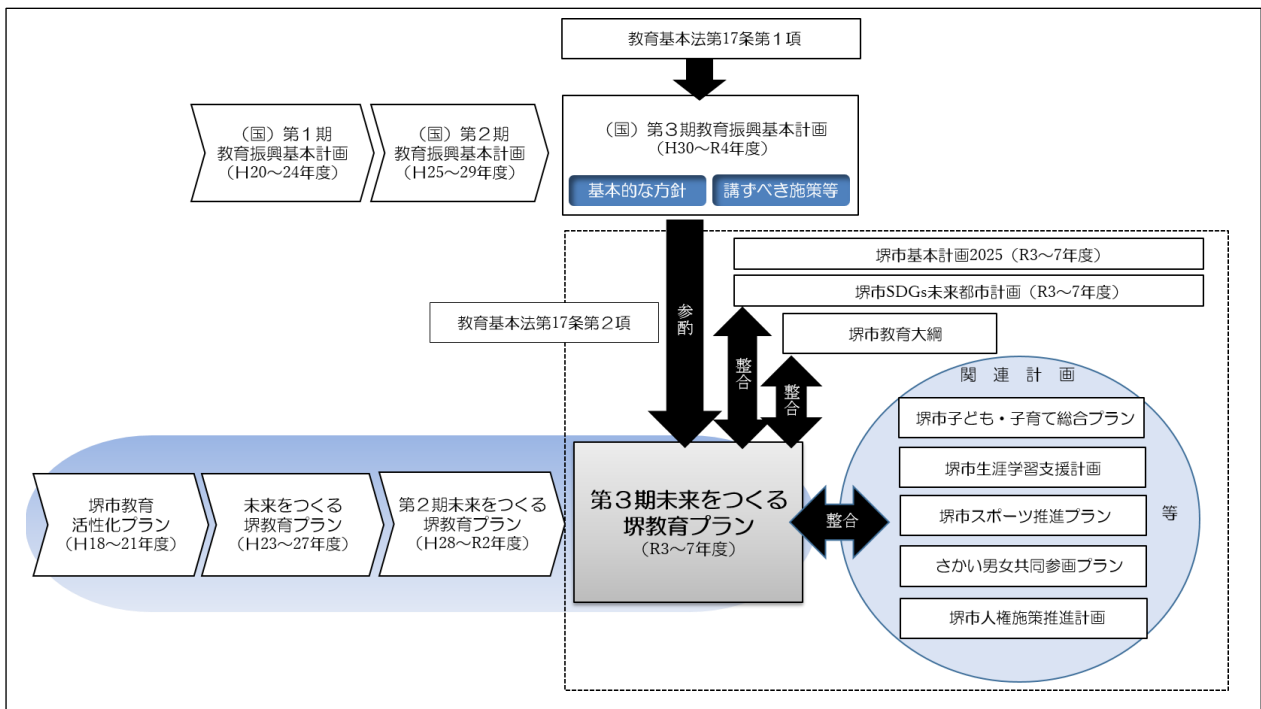 教育基本法第17条第１項
（国）第１期
教育振興基本計画
（H20～24年度）
（国）第２期
教育振興基本計画
（H25～29年度）
（国）第３期教育振興基本計画
（H30～R4年度）
基本的な方針
講ずべき施策等
堺市基本計画2025（R3～7年度）
堺市SDGs未来都市計画（R3～7年度）
教育基本法第17条第２項
参酌
整合
堺市教育大綱
整合
関連計画
堺市子ども・子育て総合プラン
堺市生涯学習支援計画
堺市スポーツ推進プラン
等
さかい男女共同参画プラン
堺市人権施策推進計画
堺市教育
活性化プラン
（H18～21年度）
未来をつくる
堺教育プラン
（H23～27年度）
第２期未来をつくる
堺教育プラン
（H28～R2年度）
第３期未来をつくる
堺教育プラン
（R3～7年度）
整合